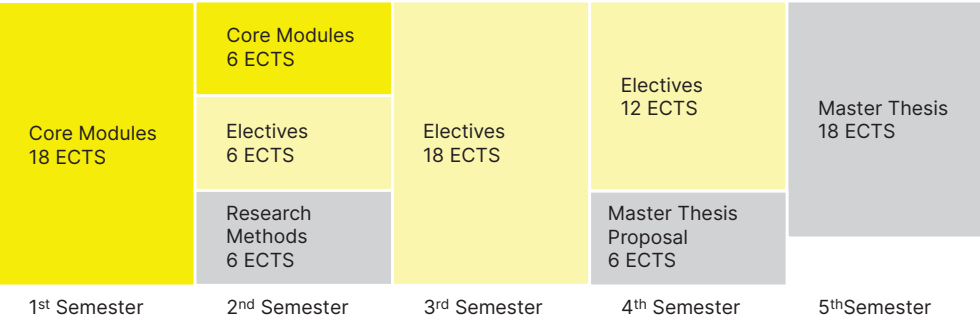 Core Modules
18 ECTS
Core Modules
6 ECTS
Electives
6 ECTS
Research
Methods
6 ECTS
Electives
18 ECTS
Electives
12 ECTS
Master Thesis
Proposal
6 ECTS
Master Thesis
18 ECTS
1st Semester
2nd Semester
3rd Semester
4th Semester
5thSemester